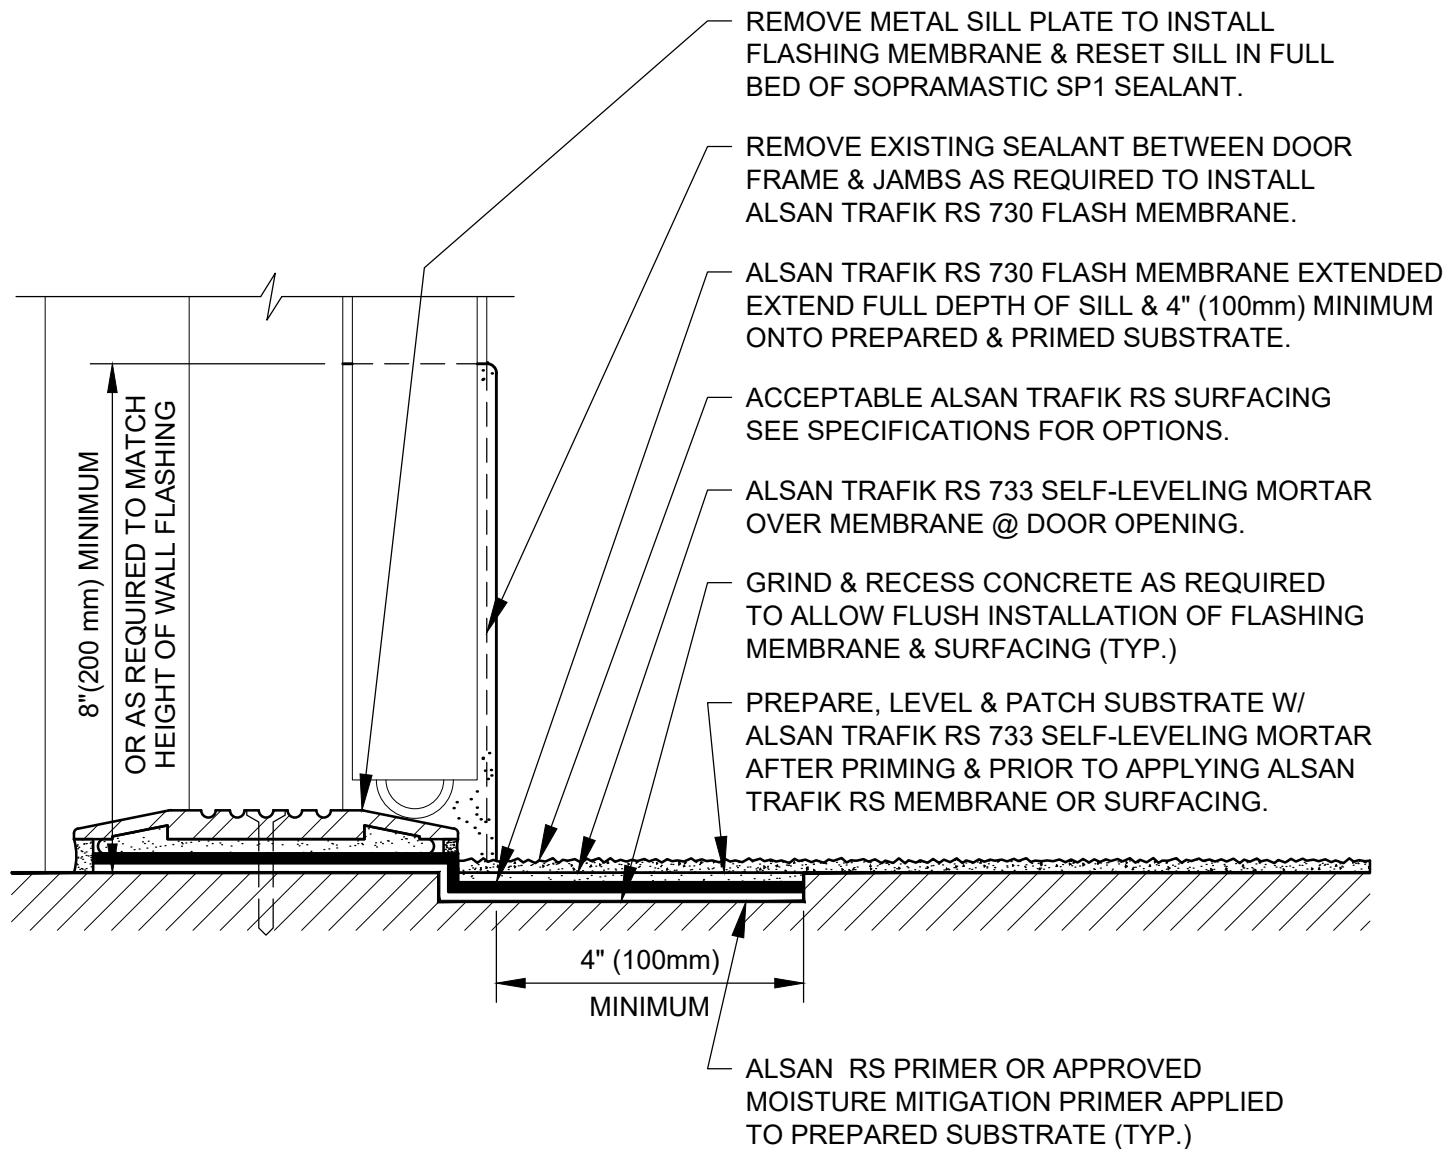 REMOVE METAL SILL PLATE TO INSTALL
FLASHING MEMBRANE & RESET SILL IN FULL
BED OF SOPRAMASTIC SP1 SEALANT.
REMOVE EXISTING SEALANT BETWEEN DOOR
FRAME & JAMBS AS REQUIRED TO INSTALL
ALSAN TRAFIK RS 730 FLASH MEMBRANE.
ALSAN TRAFIK RS 730 FLASH MEMBRANE EXTENDED
EXTEND FULL DEPTH OF SILL & 4" (100mm) MINIMUM
ONTO PREPARED & PRIMED SUBSTRATE.
ACCEPTABLE ALSAN TRAFIK RS SURFACING
SEE SPECIFICATIONS FOR OPTIONS.
ALSAN TRAFIK RS 733 SELF-LEVELING MORTAR
OVER MEMBRANE @ DOOR OPENING.
GRIND & RECESS CONCRETE AS REQUIRED
TO ALLOW FLUSH INSTALLATION OF FLASHING
MEMBRANE & SURFACING (TYP.)
PREPARE, LEVEL & PATCH SUBSTRATE W/
ALSAN TRAFIK RS 733 SELF-LEVELING MORTAR
AFTER PRIMING & PRIOR TO APPLYING ALSAN
TRAFIK RS MEMBRANE OR SURFACING.
8"(200 mm) MINIMUM
OR AS REQUIRED TO MATCH
HEIGHT OF WALL FLASHING
4" (100mm)
MINIMUM
ALSAN  RS PRIMER OR APPROVED
MOISTURE MITIGATION PRIMER APPLIED
TO PREPARED SUBSTRATE (TYP.)